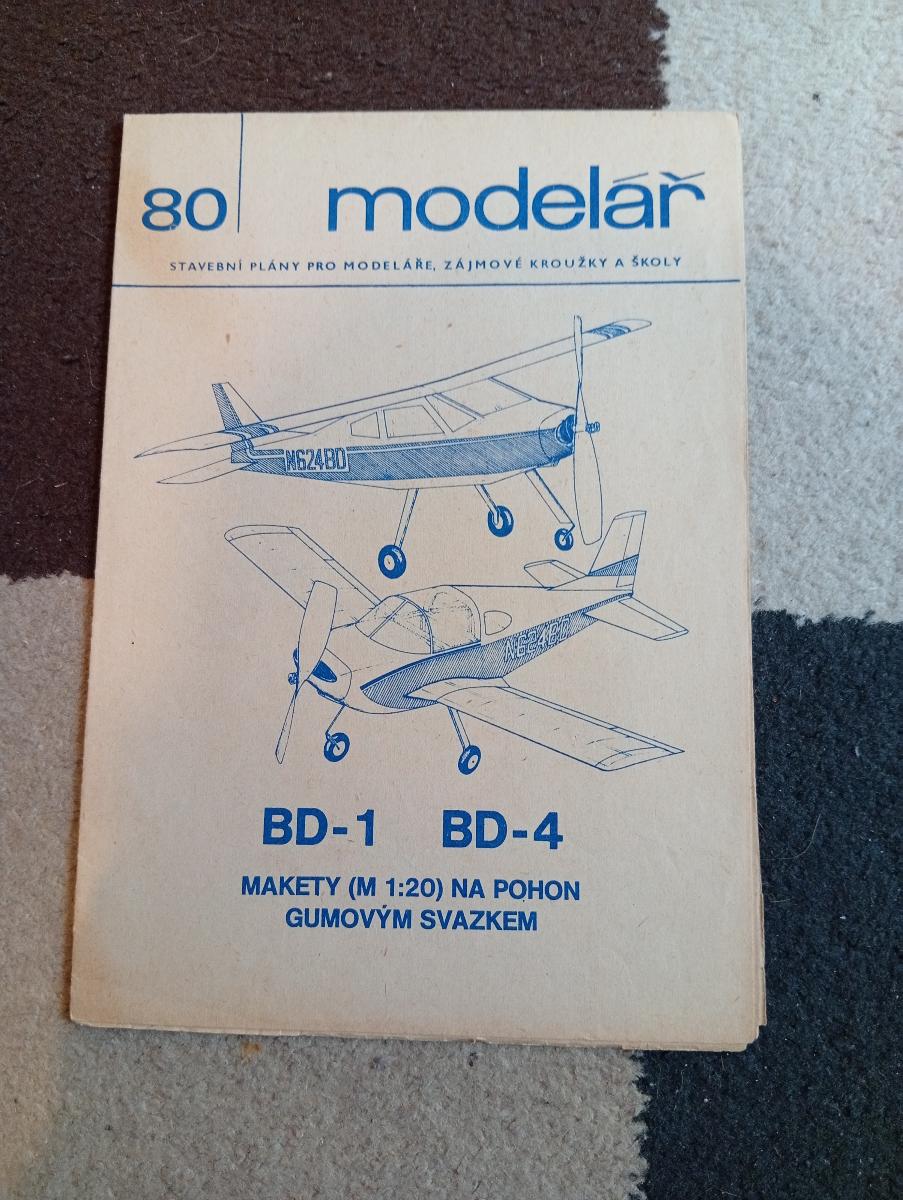 80
modelář
STAVEBNÍ PLÁNY PRO MODELÁŘE, ZÁJMOVÉ KROUŽKY A ŠKOLY
N624BD
N624BD
BD-1 BD-4
MAKETY (M 1:20) NA POHON
GUMOVÝM SVAZKEM